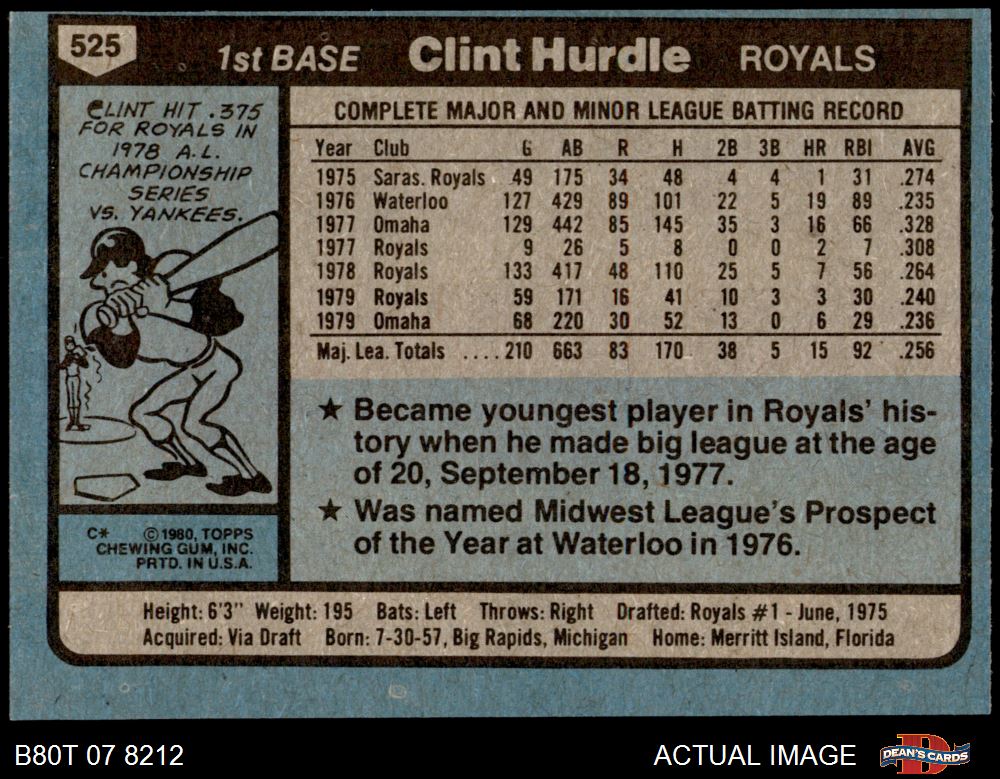 525
1st BASE Clint Hurdle ROYALS
CLINT HIT .375
FOR ROYALS IN
1978 A.L.
CHAMPIONSHIP
SERIES
VS. YANKEES.
C* ©1980, TOPPS
CHEWING GUM, INC.
PRTD. IN U.S.A.
COMPLETE MAJOR AND MINOR LEAGUE BATTING RECORD
Year Club G AB R H 2B 3B HR RBI AVG
1975 Saras. Royals 49 175 34 48 4 4 1 31 .274
1976 Waterloo 127 429 89 101 22 5 19 89 .235
1977 Omaha 129 442 85 145 35 3 16 66 .328
1977 Royals 9 26 5 8 0 0 2 7 .308
1978 Royals 133 417 48 110 25 5 7 56 .264
1979 Royals 59 171 16 41 10 3 3 30 .240
1979 Omaha 68 220 30 52 13 0 6 29 .236
Maj. Lea. Totals ....210 663 83 170 38 5 15 92 .256
★ Became youngest player in Royals' his-
tory when he made big league at the age
of 20, September 18, 1977.
★ Was named Midwest League's Prospect
of the Year at Waterloo in 1976.
Height: 6'3" Weight: 195 Bats: Left Throws: Right Drafted: Royals #1 - June, 1975
Acquired: Via Draft Born: 7-30-57, Big Rapids, Michigan Home: Merritt Island, Florida
B80T 07 8212 ACTUAL IMAGE DEAN'S CARDS